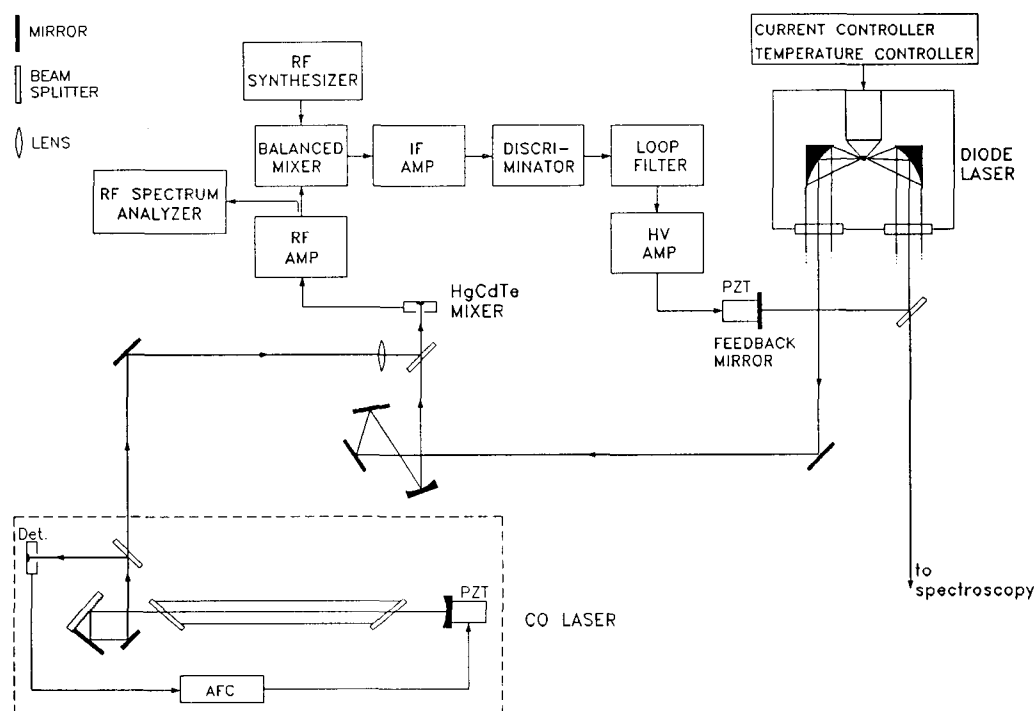 MIRROR
BEAM
SPLITTER
LENS
RF
SYNTHESIZER
BALANCED
MIXER
IF
AMP
DISCRI-
MINATOR
LOOP
FILTER
CURRENT CONTROLLER
TEMPERATURE CONTROLLER
DIODE
LASER
RF SPECTRUM
ANALYZER
RF
AMP
HV
AMP
HgCdTe
MIXER
PZT
FEEDBACK
MIRROR
Det.
PZT
CO LASER
AFC
to
spectroscopy